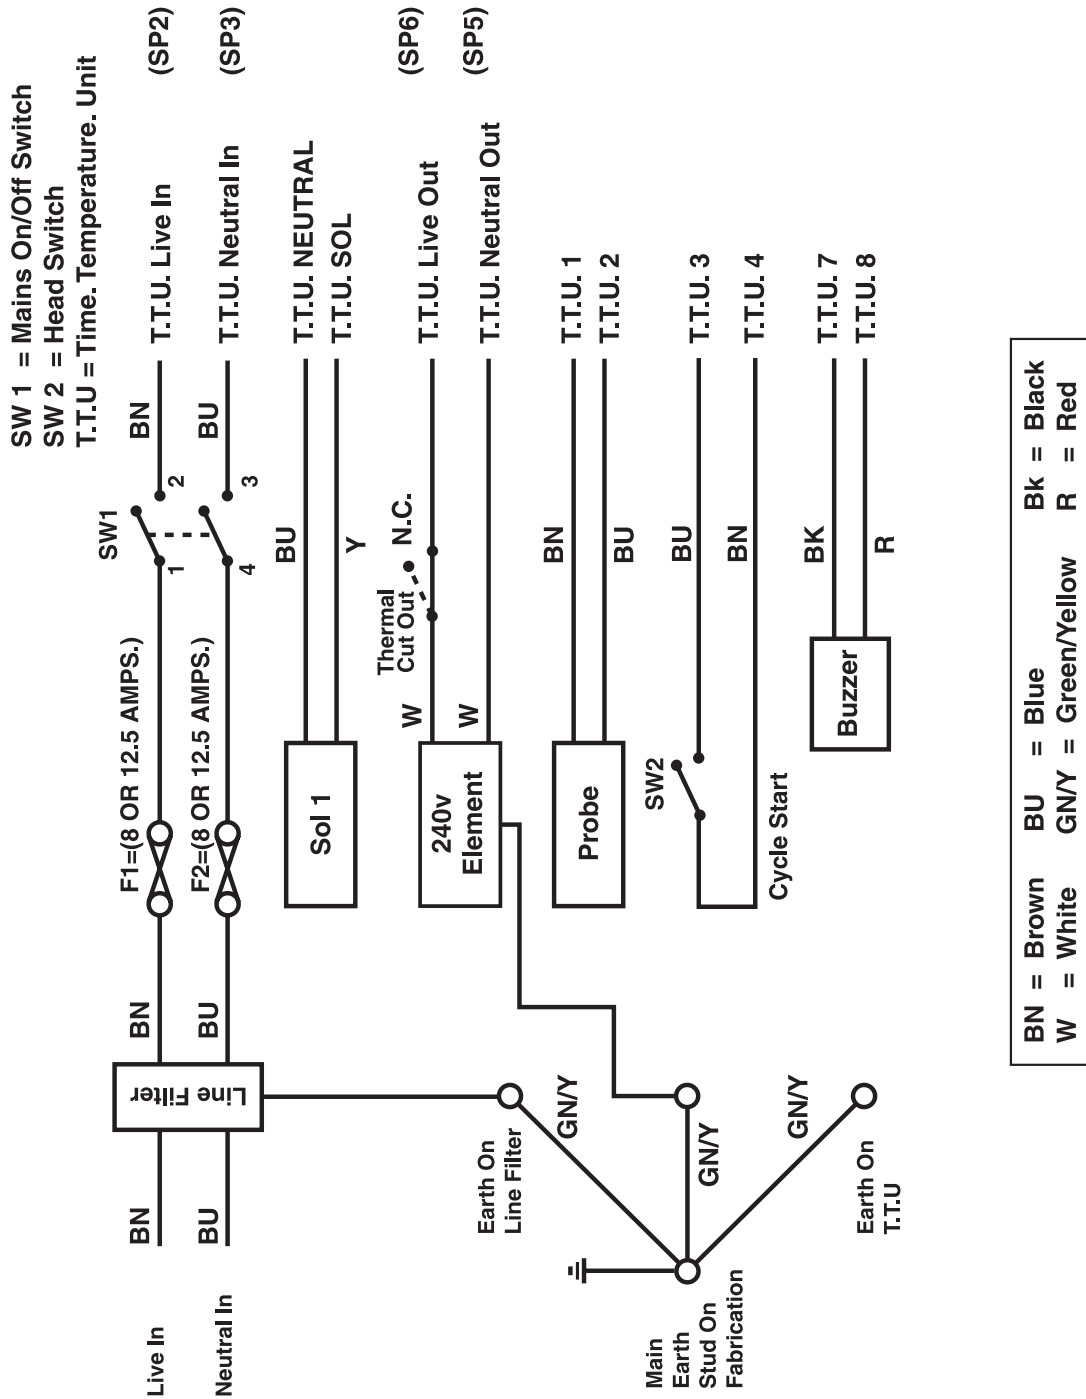 SW 1 = Mains On/Off Switch
SW 2 = Head Switch
T.T.U = Time.Temperature. Unit
Live In
BN
Line Filter
BN
F1=(8 OR 12.5 AMPS.)
SW1
1
2
BN
T.T.U. Live In
(SP2)
Neutral In
BU
BU
F2=(8 OR 12.5 AMPS.)
4
3
BU
T.T.U. Neutral In
(SP3)
Sol 1
BU
T.T.U. NEUTRAL
Y
T.T.U. SOL
240v
Element
W
Thermal
Cut Out
N.C.
T.T.U. Live Out
(SP6)
W
T.T.U. Neutral Out
(SP5)
Probe
BN
T.T.U. 1
BU
T.T.U. 2
SW2
BU
T.T.U. 3
BN
T.T.U. 4
Cycle Start
Buzzer
BK
T.T.U. 7
R
T.T.U. 8
Earth On
Line Filter
GN/Y
GN/Y
GN/Y
Main
Earth
Stud On
Fabrication
Earth On
T.T.U
BN = Brown BU = Blue Bk = Black
W = White GN/Y = Green/Yellow R = Red